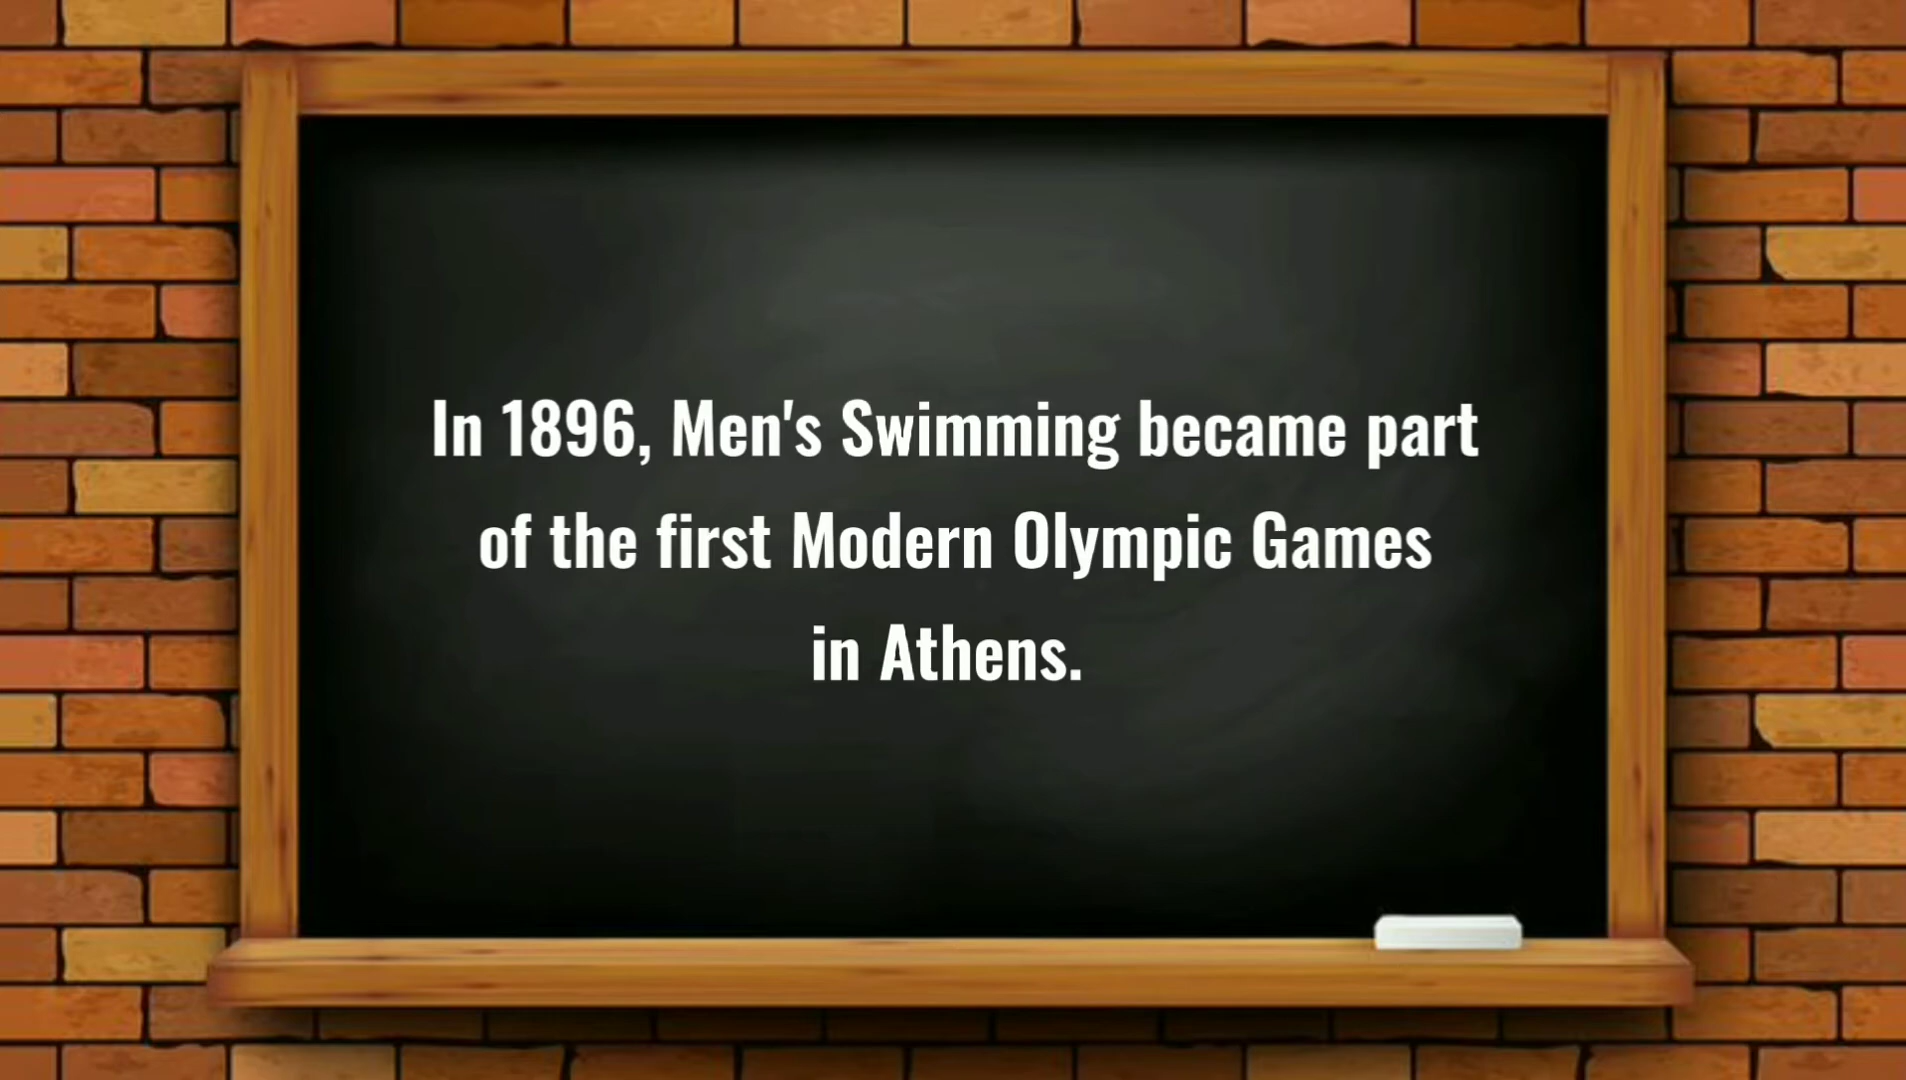 In 1896, Men's Swimming became part
of the first Modern Olympic Games
in Athens.